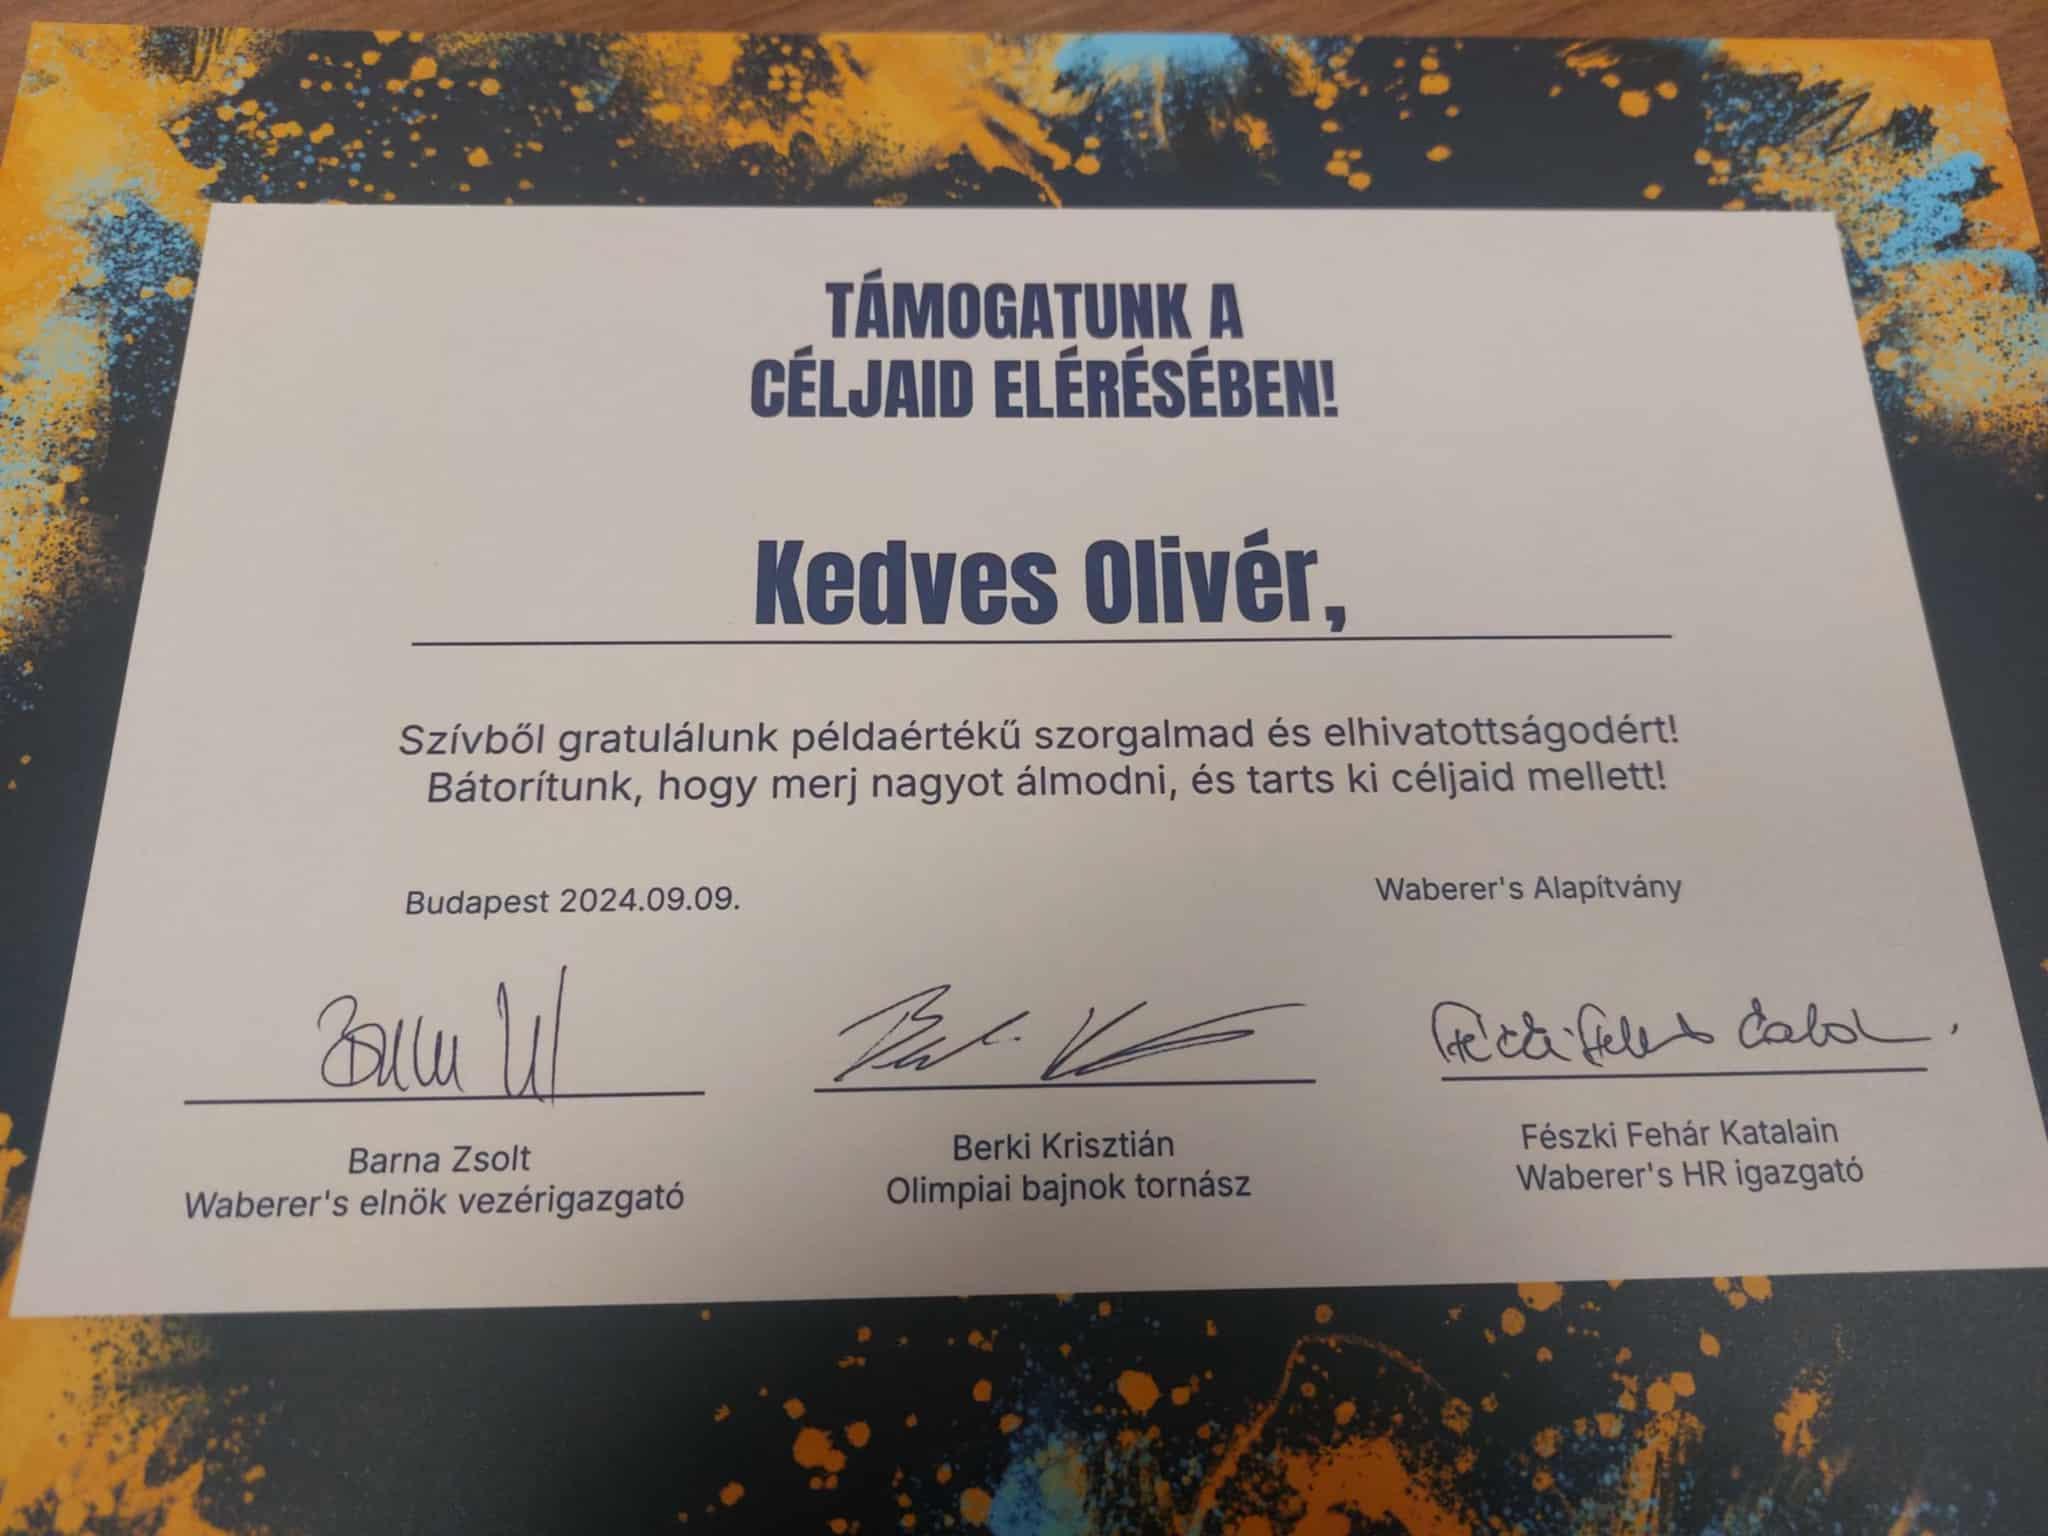 TÁMOGATUNK A
CÉLJAID ELÉRÉSÉBEN!
Kedves Olivér,
Szívből gratulálunk példaértékű szorgalmad és elhivatottságodért!
Bátorítunk, hogy merj nagyot álmodni, és tarts ki céljaid mellett!
Budapest 2024.09.09.
Waberer's Alapítvány
Barna Zsolt
Waberer's elnök vezérigazgató
Berki Krisztián
Olimpiai bajnok tornász
Fészki Fehár Katalain
Waberer's HR igazgató